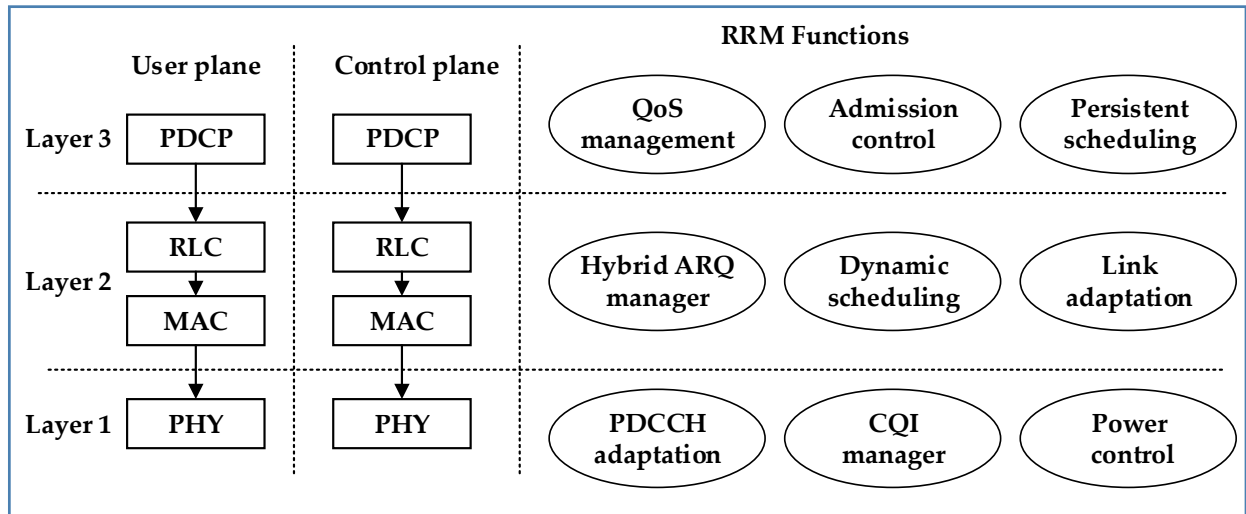 RRM Functions
User plane
Control plane
Layer 3
PDCP
PDCP
QoS
management
Admission
control
Persistent
scheduling
Layer 2
RLC
MAC
RLC
MAC
Hybrid ARQ
manager
Dynamic
scheduling
Link
adaptation
Layer 1
PHY
PHY
PDCCH
adaptation
CQI
manager
Power
control